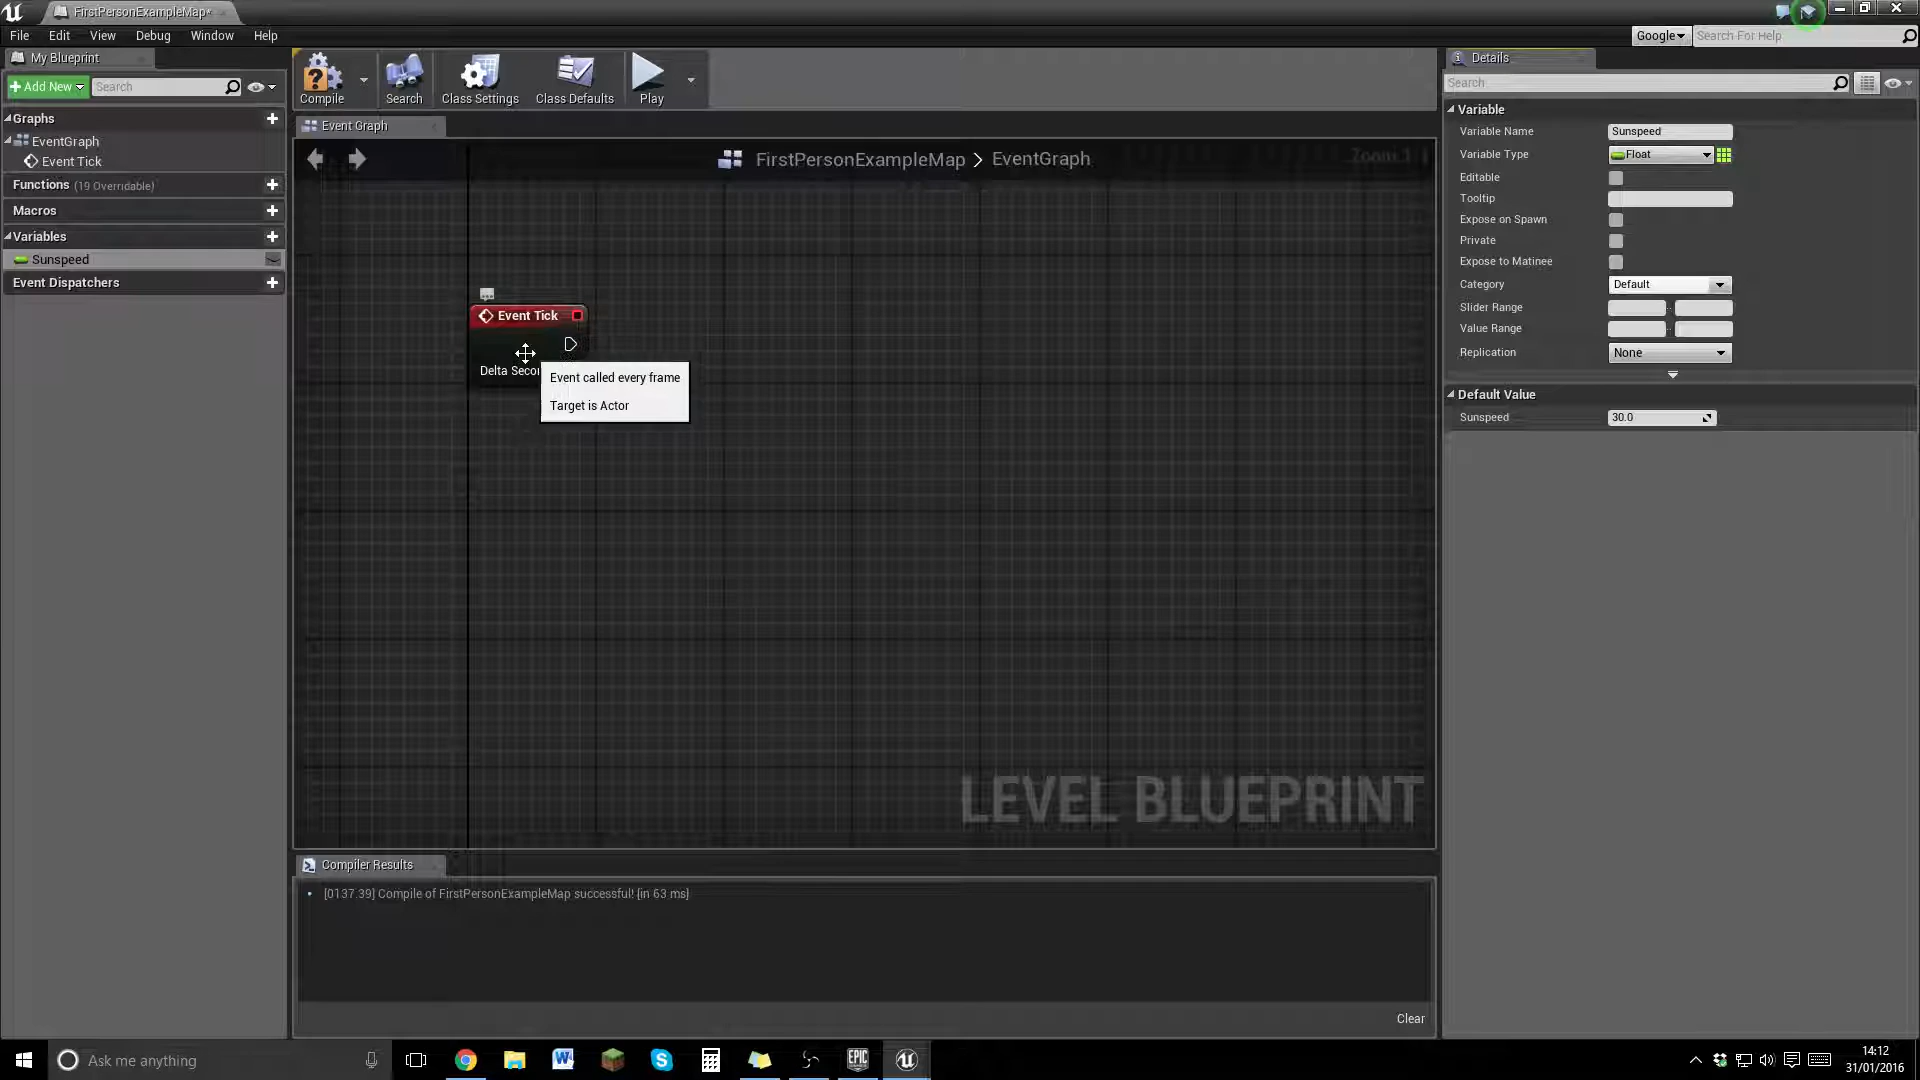 FirstPersonExampleMap*
File Edit View Debug Window Help
Google
Search For Help
My Blueprint
Add New
Search
Graphs
EventGraph
Event Tick
Functions (19 Overridable)
Macros
Variables
Sunspeed
Event Dispatchers
Compile
Search
Class Settings
Class Defaults
Play
Event Graph
FirstPersonExampleMap > EventGraph
Zoom 1:1
Event Tick
Delta Secon
Event called every frame
Target is Actor
LEVEL BLUEPRINT
Compiler Results
[0137.39] Compile of FirstPersonExampleMap successful! [in 63 ms]
Clear
Details
Search
Variable
Variable Name Sunspeed
Variable Type Float
Editable
Tooltip
Expose on Spawn
Private
Expose to Matinee
Category Default
Slider Range
Value Range
Replication None
Default Value
Sunspeed 30.0
Ask me anything
EPIC
14:12
31/01/2016